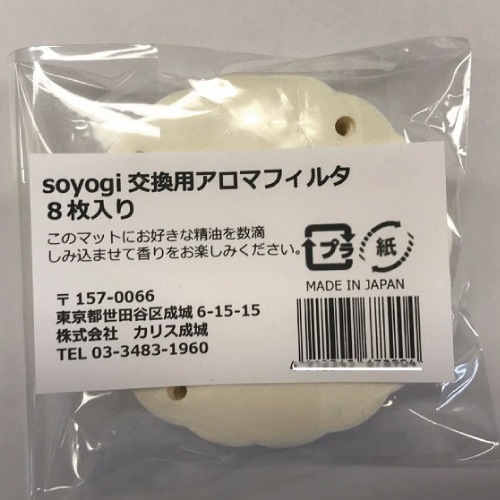 soyogi 交換用アロマフィルタ
8枚入り
このマットにお好きな精油を数滴
しみ込ませて香りをお楽しみください。
プラ
紙
MADE IN JAPAN
〒157-0066
東京都世田谷区成城 6-15-15
株式会社　カリス成城
TEL 03-3483-1960